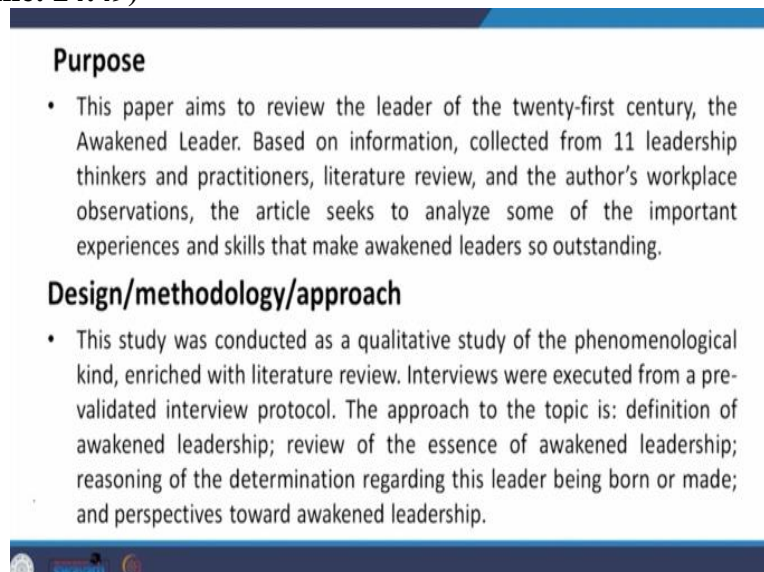 Purpose
• This paper aims to review the leader of the twenty-first century, the
Awakened Leader. Based on information, collected from 11 leadership
thinkers and practitioners, literature review, and the author's workplace
observations, the article seeks to analyze some of the important
experiences and skills that make awakened leaders so outstanding.
Design/methodology/approach
• This study was conducted as a qualitative study of the phenomenological
kind, enriched with literature review. Interviews were executed from a pre-
validated interview protocol. The approach to the topic is: definition of
awakened leadership; review of the essence of awakened leadership;
reasoning of the determination regarding this leader being born or made;
and perspectives toward awakened leadership.